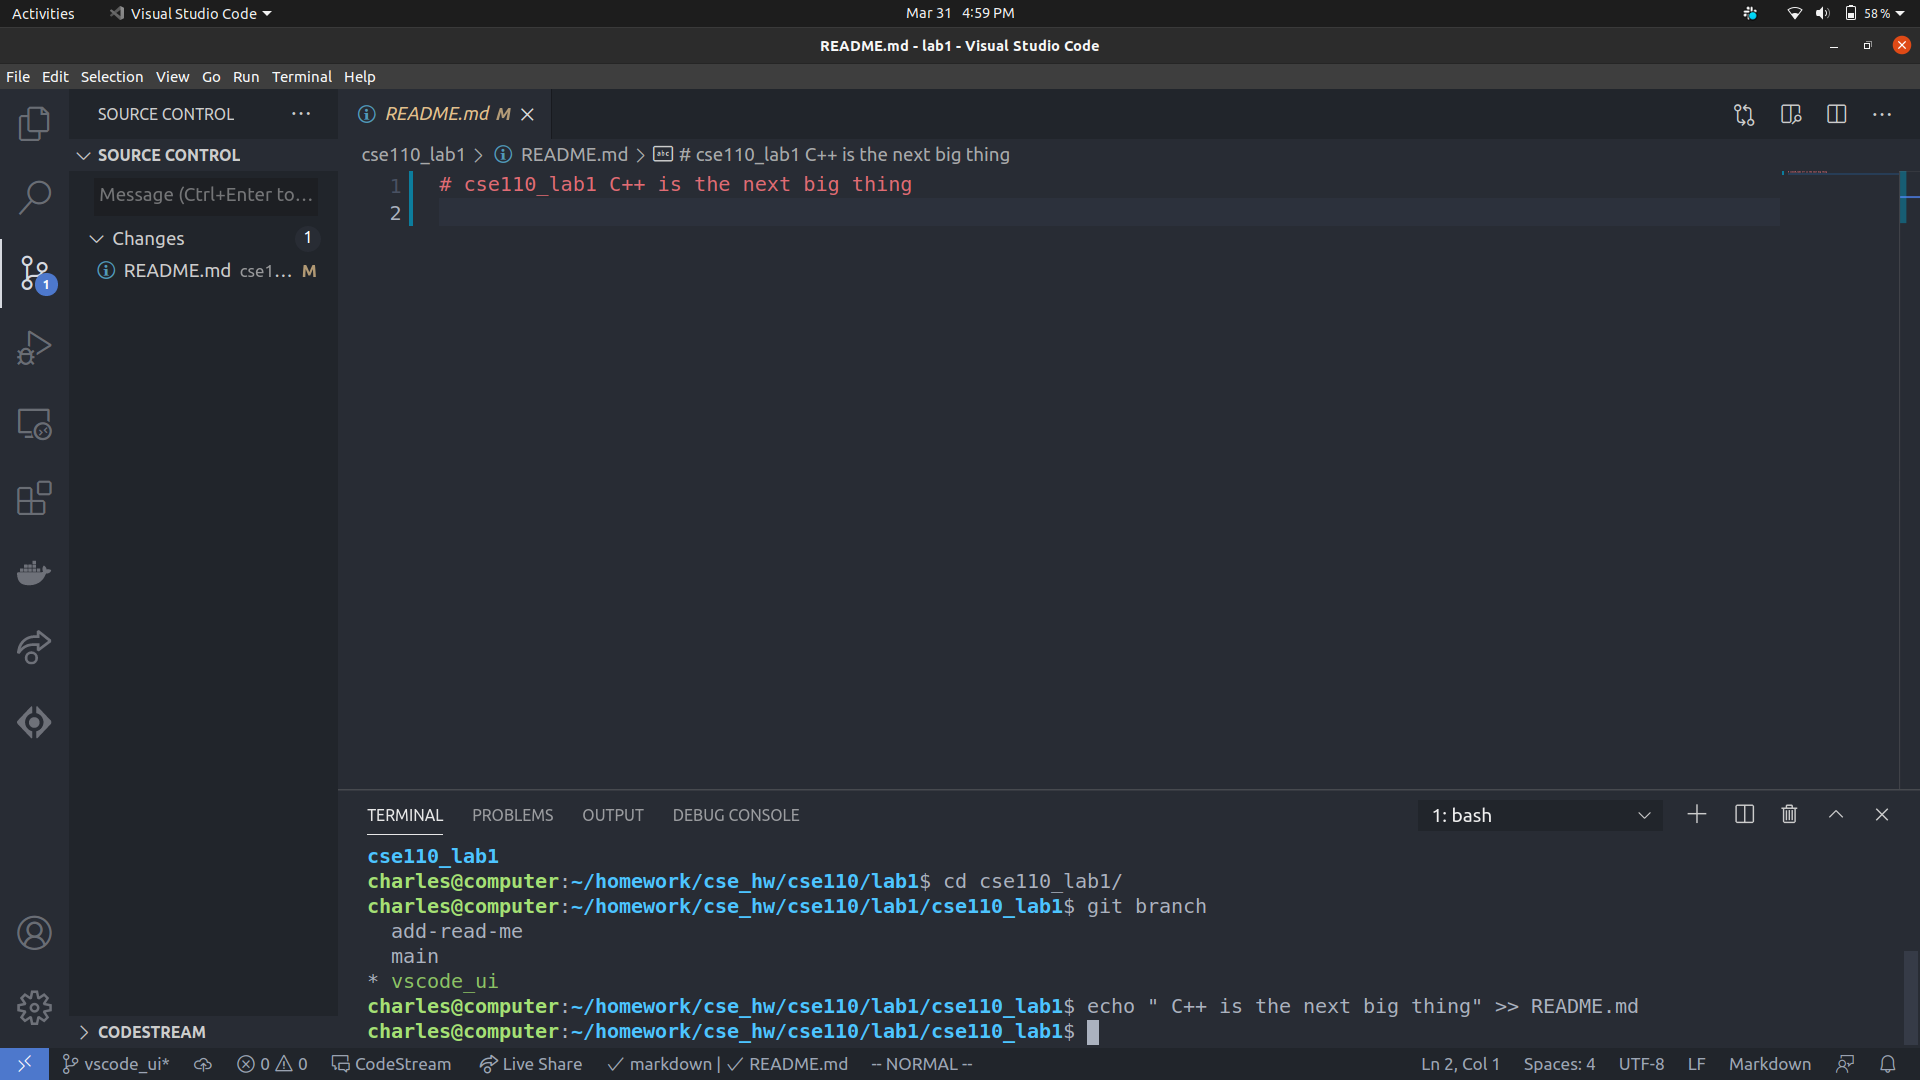 Activities Visual Studio Code Mar 31 4:59 PM 58 %
README.md - lab1 - Visual Studio Code
File Edit Selection View Go Run Terminal Help
SOURCE CONTROL ··· README.md M
SOURCE CONTROL
cse110_lab1 > README.md > abc # cse110_lab1 C++ is the next big thing
Message (Ctrl+Enter to…
1 # cse110_lab1 C++ is the next big thing
2
Changes 1
README.md cse1… M
1
TERMINAL PROBLEMS OUTPUT DEBUG CONSOLE 1: bash
cse110_lab1
charles@computer:~/homework/cse_hw/cse110/lab1$ cd cse110_lab1/
charles@computer:~/homework/cse_hw/cse110/lab1/cse110_lab1$ git branch
add-read-me
main
* vscode_ui
charles@computer:~/homework/cse_hw/cse110/lab1/cse110_lab1$ echo " C++ is the next big thing" >> README.md
charles@computer:~/homework/cse_hw/cse110/lab1/cse110_lab1$
CODESTREAM
vscode_ui* 0 0 CodeStream Live Share markdown | README.md -- NORMAL -- Ln 2, Col 1 Spaces: 4 UTF-8 LF Markdown